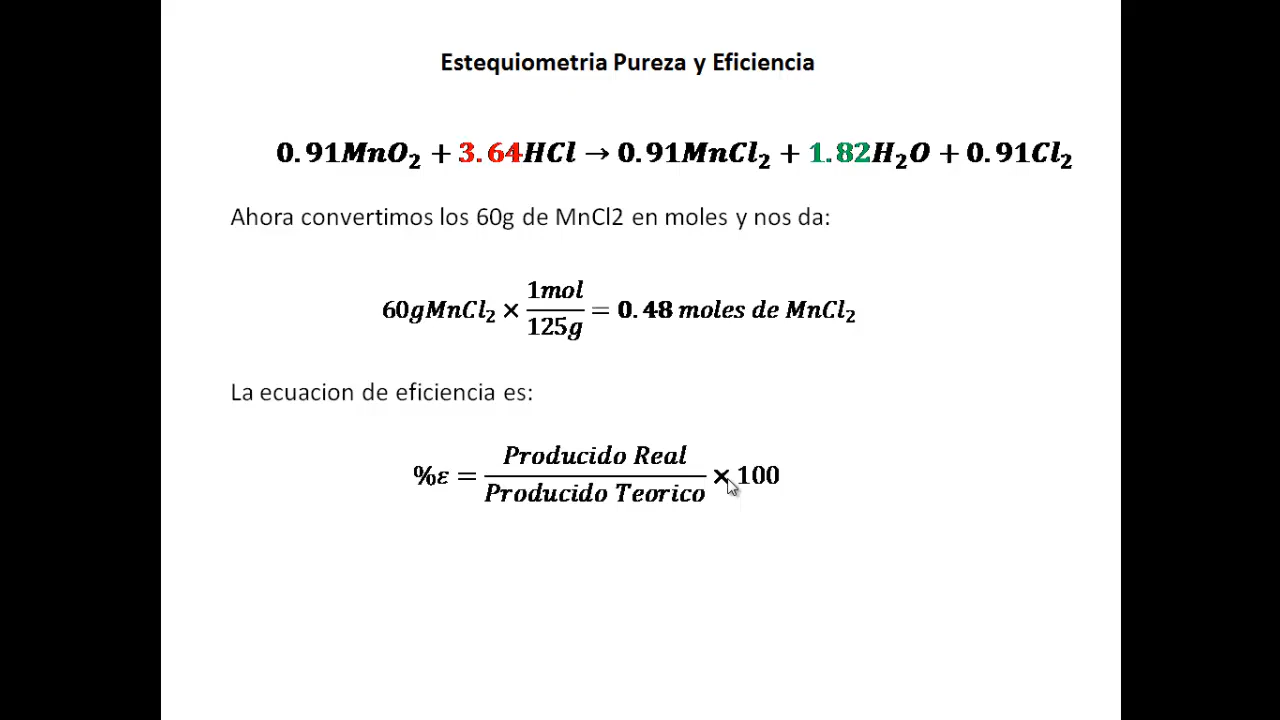 Estequiometria Pureza y Eficiencia
0.91MnO₂ + 3.64HCl → 0.91MnCl₂ + 1.82H₂O + 0.91Cl₂
Ahora convertimos los 60g de MnCl2 en moles y nos da:
60gMnCl₂ × 1mol/125g = 0.48 moles de MnCl₂
La ecuacion de eficiencia es:
%ε = Producido Real/Producido Teorico × 100